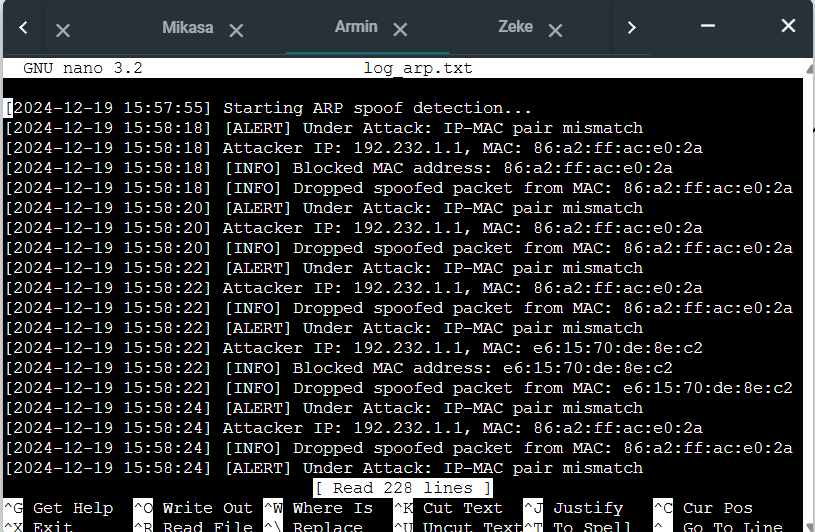 Mikasa Armin Zeke
GNU nano 3.2 log_arp.txt
[2024-12-19 15:57:55] Starting ARP spoof detection...
[2024-12-19 15:58:18] [ALERT] Under Attack: IP-MAC pair mismatch
[2024-12-19 15:58:18] Attacker IP: 192.232.1.1, MAC: 86:a2:ff:ac:e0:2a
[2024-12-19 15:58:18] [INFO] Blocked MAC address: 86:a2:ff:ac:e0:2a
[2024-12-19 15:58:18] [INFO] Dropped spoofed packet from MAC: 86:a2:ff:ac:e0:2a
[2024-12-19 15:58:20] [ALERT] Under Attack: IP-MAC pair mismatch
[2024-12-19 15:58:20] Attacker IP: 192.232.1.1, MAC: 86:a2:ff:ac:e0:2a
[2024-12-19 15:58:20] [INFO] Dropped spoofed packet from MAC: 86:a2:ff:ac:e0:2a
[2024-12-19 15:58:22] [ALERT] Under Attack: IP-MAC pair mismatch
[2024-12-19 15:58:22] Attacker IP: 192.232.1.1, MAC: 86:a2:ff:ac:e0:2a
[2024-12-19 15:58:22] [INFO] Dropped spoofed packet from MAC: 86:a2:ff:ac:e0:2a
[2024-12-19 15:58:22] [ALERT] Under Attack: IP-MAC pair mismatch
[2024-12-19 15:58:22] Attacker IP: 192.232.1.1, MAC: e6:15:70:de:8e:c2
[2024-12-19 15:58:22] [INFO] Blocked MAC address: e6:15:70:de:8e:c2
[2024-12-19 15:58:22] [INFO] Dropped spoofed packet from MAC: e6:15:70:de:8e:c2
[2024-12-19 15:58:24] [ALERT] Under Attack: IP-MAC pair mismatch
[2024-12-19 15:58:24] Attacker IP: 192.232.1.1, MAC: 86:a2:ff:ac:e0:2a
[2024-12-19 15:58:24] [INFO] Dropped spoofed packet from MAC: 86:a2:ff:ac:e0:2a
[2024-12-19 15:58:24] [ALERT] Under Attack: IP-MAC pair mismatch
[ Read 228 lines ]
^G Get Help ^O Write Out ^W Where Is ^K Cut Text ^J Justify ^C Cur Pos
^X Exit ^R Read File ^\ Replace ^U Uncut Text ^T To Spell ^_ Go To Line